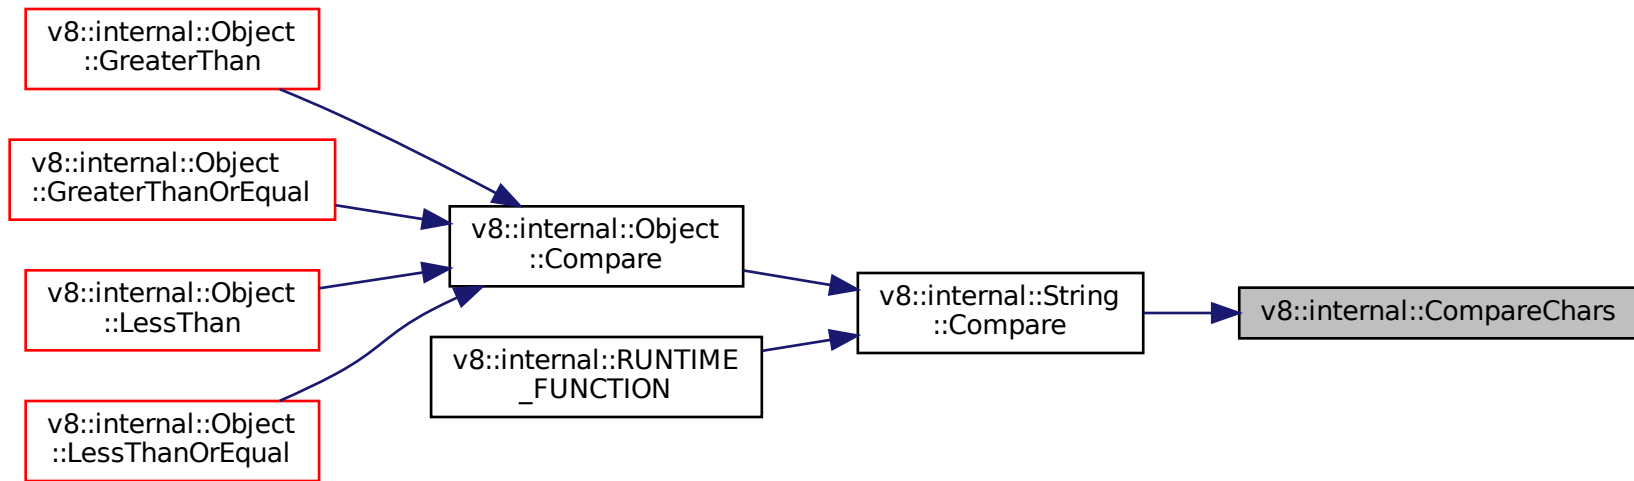 v8::internal::Object
::GreaterThan
v8::internal::Object
::GreaterThanOrEqual
v8::internal::Object
::LessThan
v8::internal::Object
::LessThanOrEqual
v8::internal::Object
::Compare
v8::internal::RUNTIME
_FUNCTION
v8::internal::String
::Compare
v8::internal::CompareChars